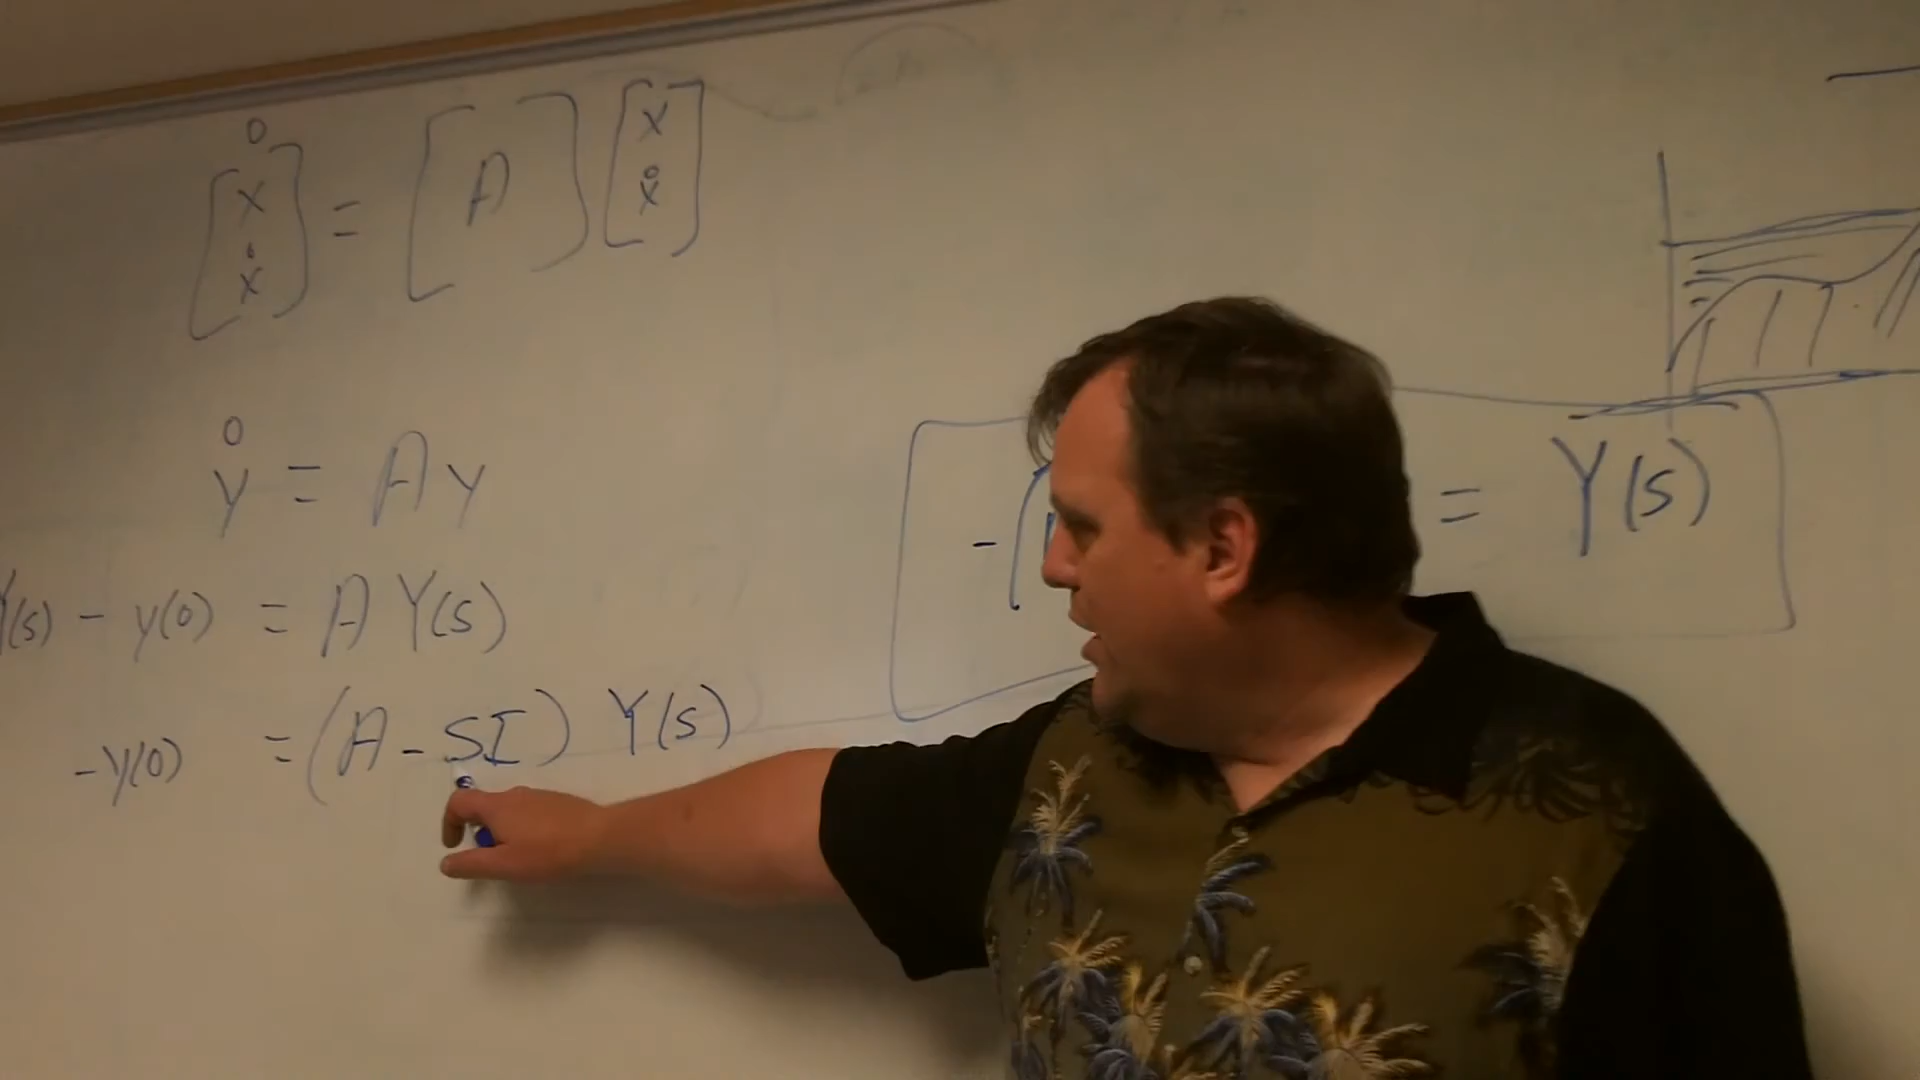 [ẋ ẋ]˙ = [A] [x ẋ]
ẏ = Ay
Y(s) - y(0) = A Y(s)
-y(0) = (A - SI) Y(s)
-( = Y(s)